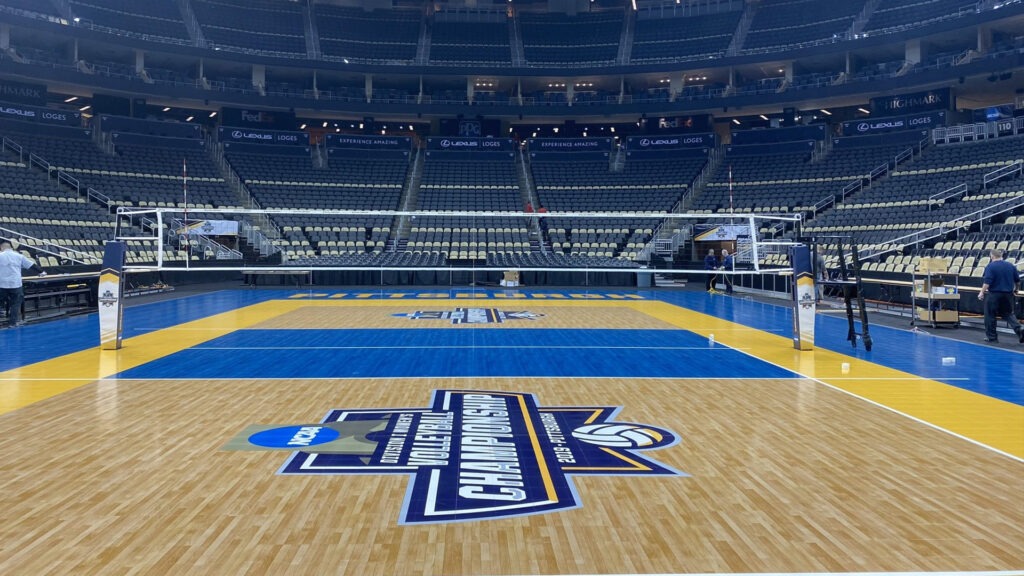 HIGHMARK
LEXUS LOGES
FedEx
LEXUS LOGES
EXPERIENCE AMAZING
PPG
LEXUS LOGES
EXPERIENCE AMAZING
FedEx
LEXUS LOGES
HIGHMARK
LEXUS LOGES
110
PITTSBURGH
NCAA
DIVISION I WOMEN'S
VOLLEYBALL
CHAMPIONSHIP
2019 - PITTSBURGH